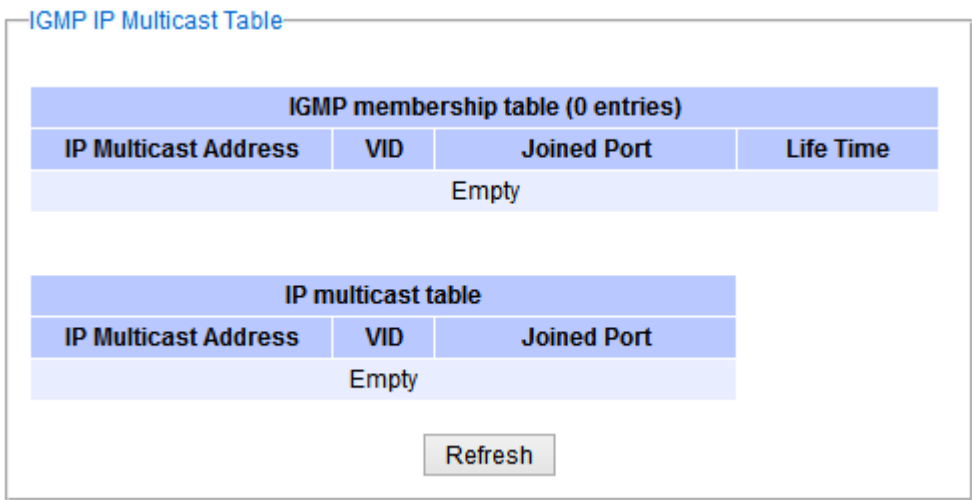 IGMP IP Multicast Table
IGMP membership table (0 entries)
IP Multicast Address VID Joined Port Life Time
Empty
IP multicast table
IP Multicast Address VID Joined Port
Empty
Refresh